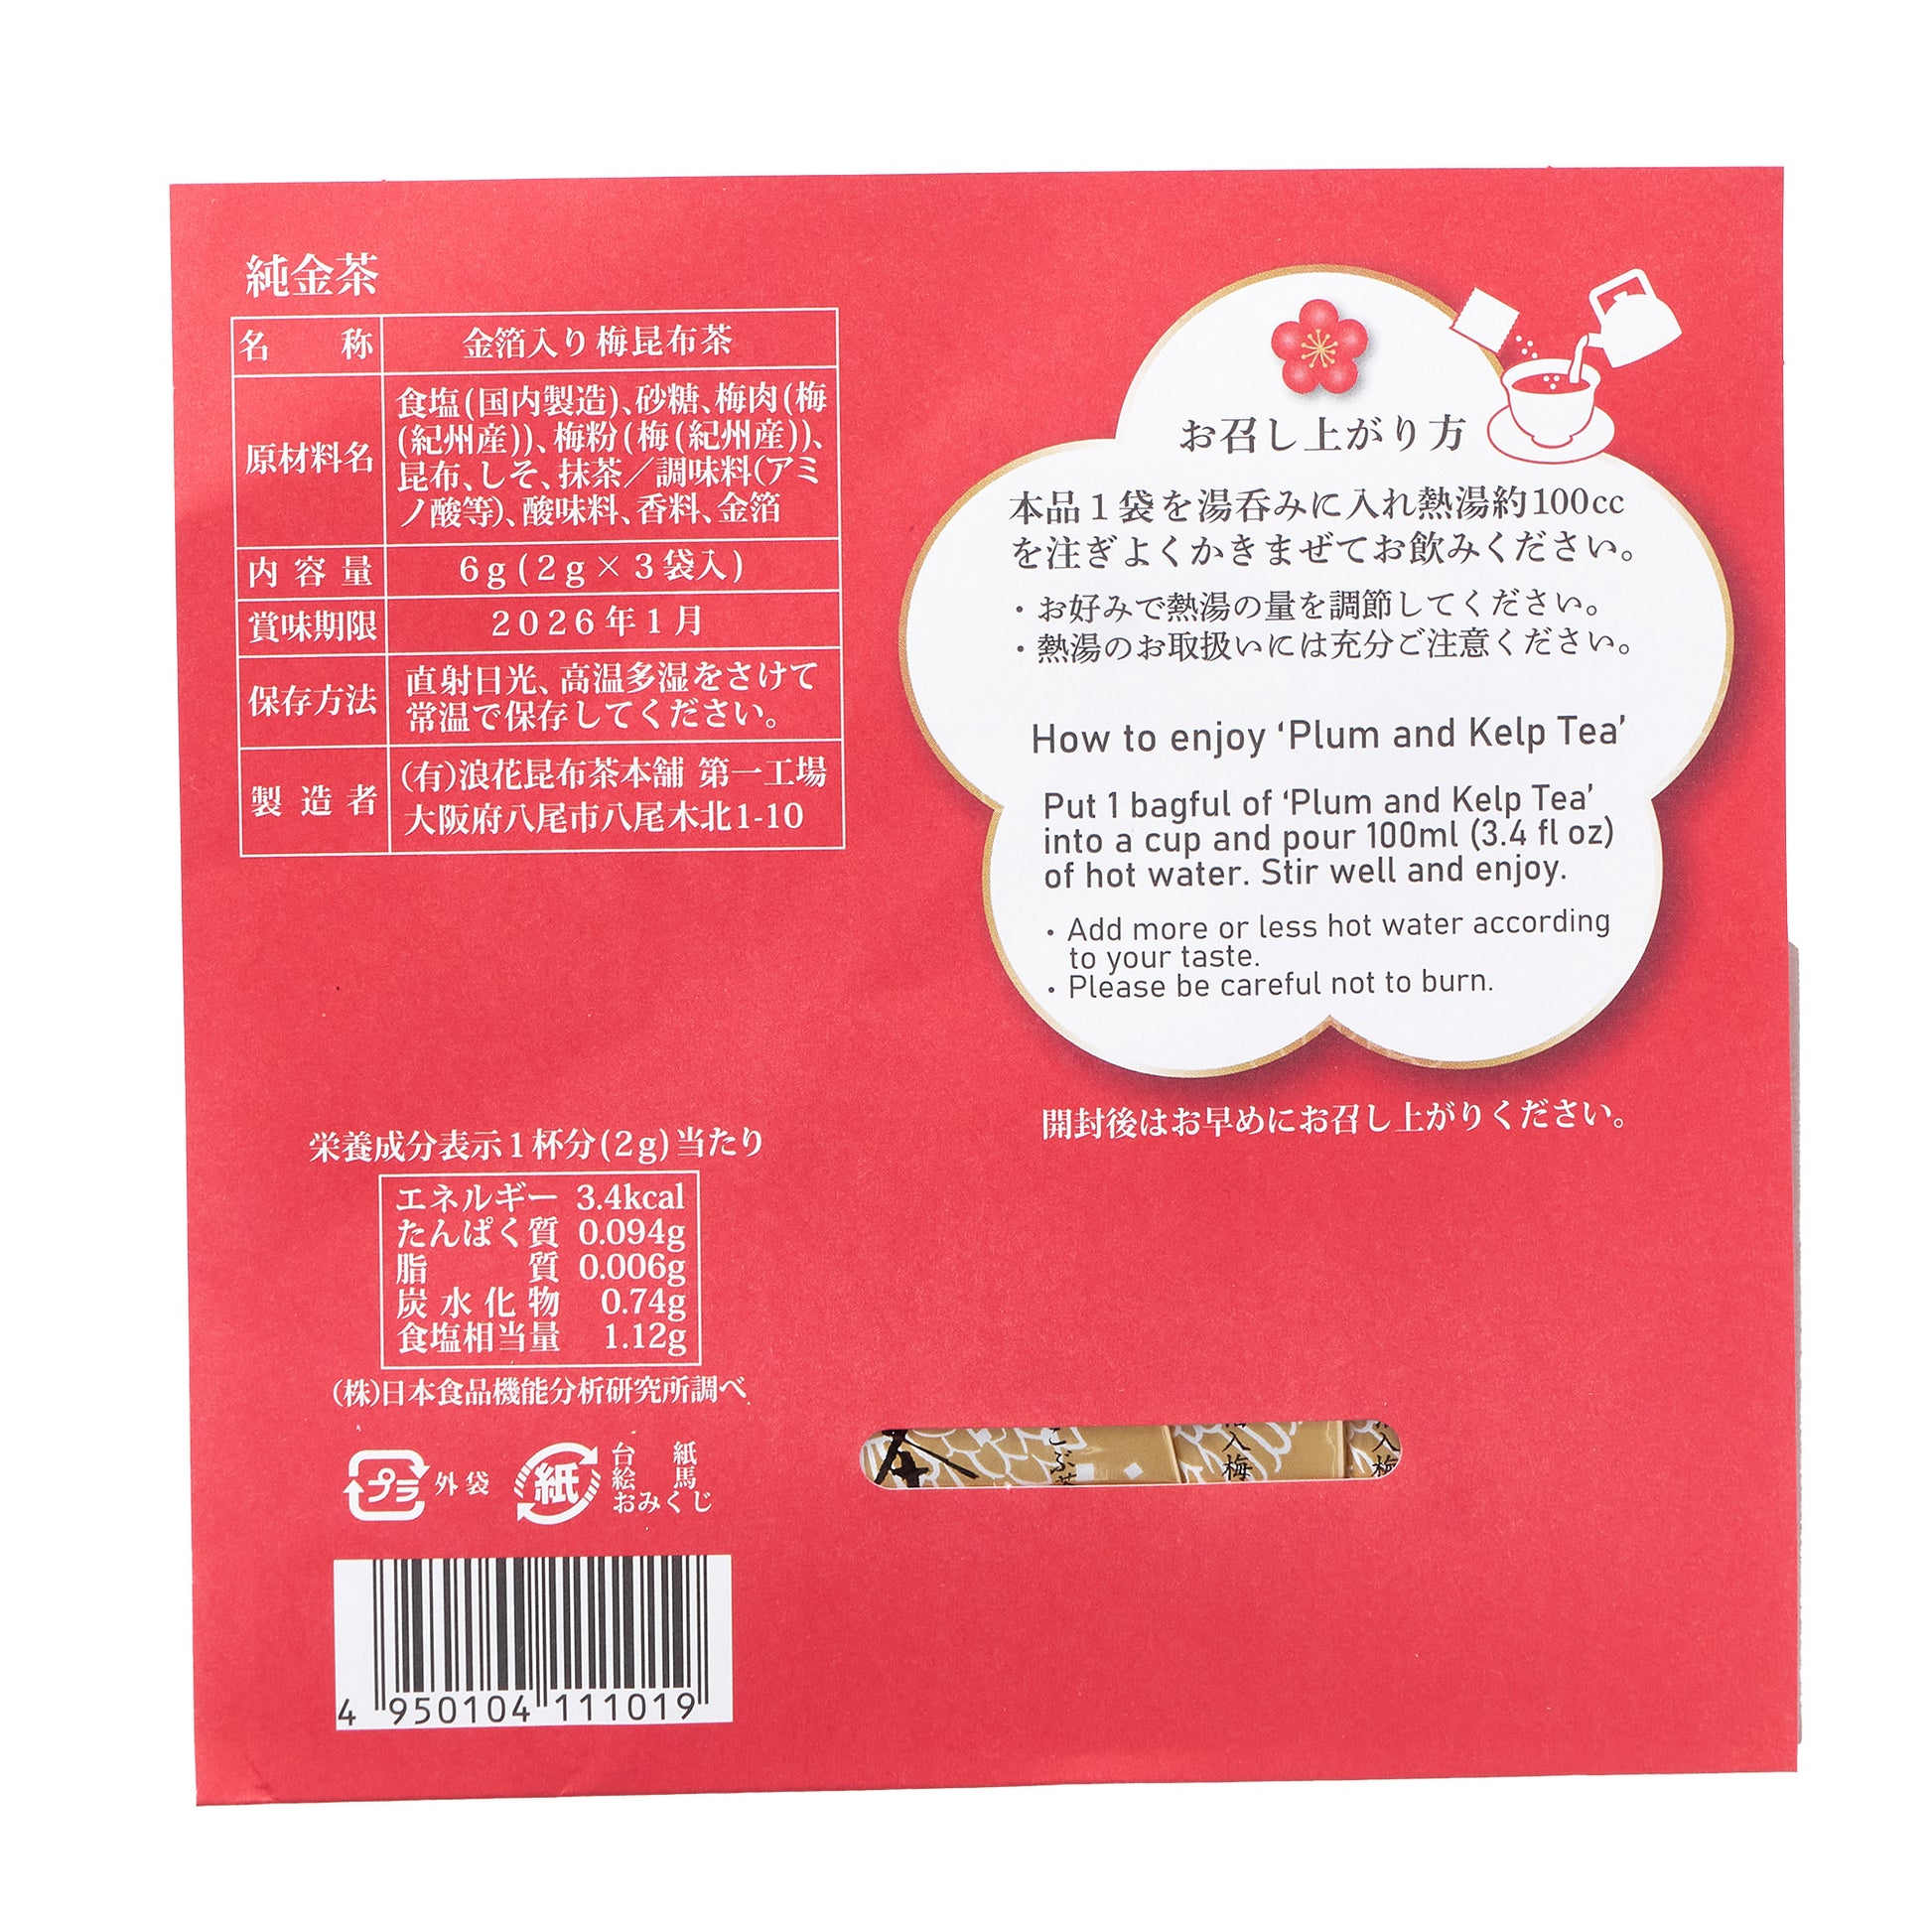 純金茶
名 称 金箔入り梅昆布茶
原材料名 食塩(国内製造)、砂糖、梅肉(梅
(紀州産))、梅粉(梅(紀州産))、
昆布、しそ、抹茶／調味料(アミ
ノ酸等)、酸味料、香料、金箔
内容量 6g(2g×3袋入)
賞味期限 2026年1月
保存方法 直射日光、高温多湿をさけて
常温で保存してください。
製造者 (有)浪花昆布茶本舗 第一工場
大阪府八尾市八尾木北1-10
お召し上がり方
本品1袋を湯呑みに入れ熱湯約100cc
を注ぎよくかきまぜてお飲みください。
・お好みで熱湯の量を調節してください。
・熱湯のお取扱いには充分ご注意ください。
How to enjoy ‘Plum and Kelp Tea’
Put 1 bagful of ‘Plum and Kelp Tea’
into a cup and pour 100ml (3.4 fl oz)
of hot water. Stir well and enjoy.
・Add more or less hot water according
to your taste.
・Please be careful not to burn.
開封後はお早めにお召し上がりください。
栄養成分表示1杯分(2g)当たり
エネルギー 3.4kcal
たんぱく質 0.094g
脂質 0.006g
炭水化物 0.74g
食塩相当量 1.12g
(株)日本食品機能分析研究所調べ
プラ 外袋
紙 台紙
絵馬
おみくじ
こぶ茶
入梅
入梅
4 950104 111019